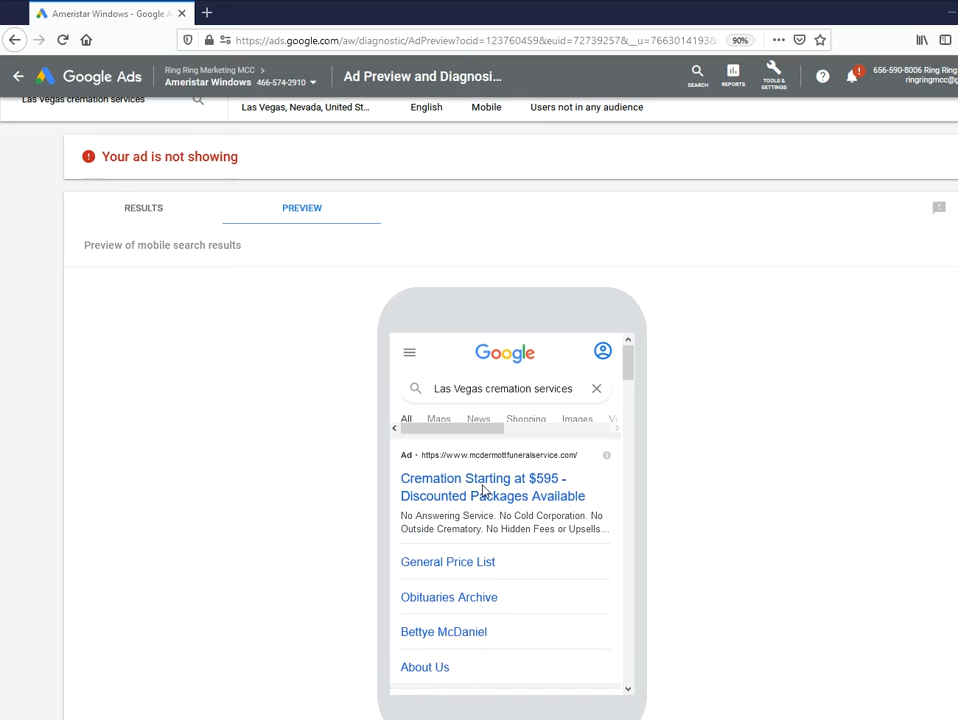 Ameristar Windows - Google A
https://ads.google.com/aw/diagnostic/AdPreview?ocid=123760459&euid=72739257&__u=7663014193&
90%
Google Ads
Ring Ring Marketing MCC >
Ameristar Windows 466-574-2910
Ad Preview and Diagnosi...
SEARCH
REPORTS
TOOLS &
SETTINGS
656-590-8006 Ring Ring
ringringmcc@g
Las Vegas cremation services
Las Vegas, Nevada, United St...
English
Mobile
Users not in any audience
Your ad is not showing
RESULTS
PREVIEW
Preview of mobile search results
Google
Las Vegas cremation services
All Maps News Shopping Images Vi
Ad · https://www.mcdermottfuneralservice.com/
Cremation Starting at $595 -
Discounted Packages Available
No Answering Service. No Cold Corporation. No
Outside Crematory. No Hidden Fees or Upsells...
General Price List
Obituaries Archive
Bettye McDaniel
About Us